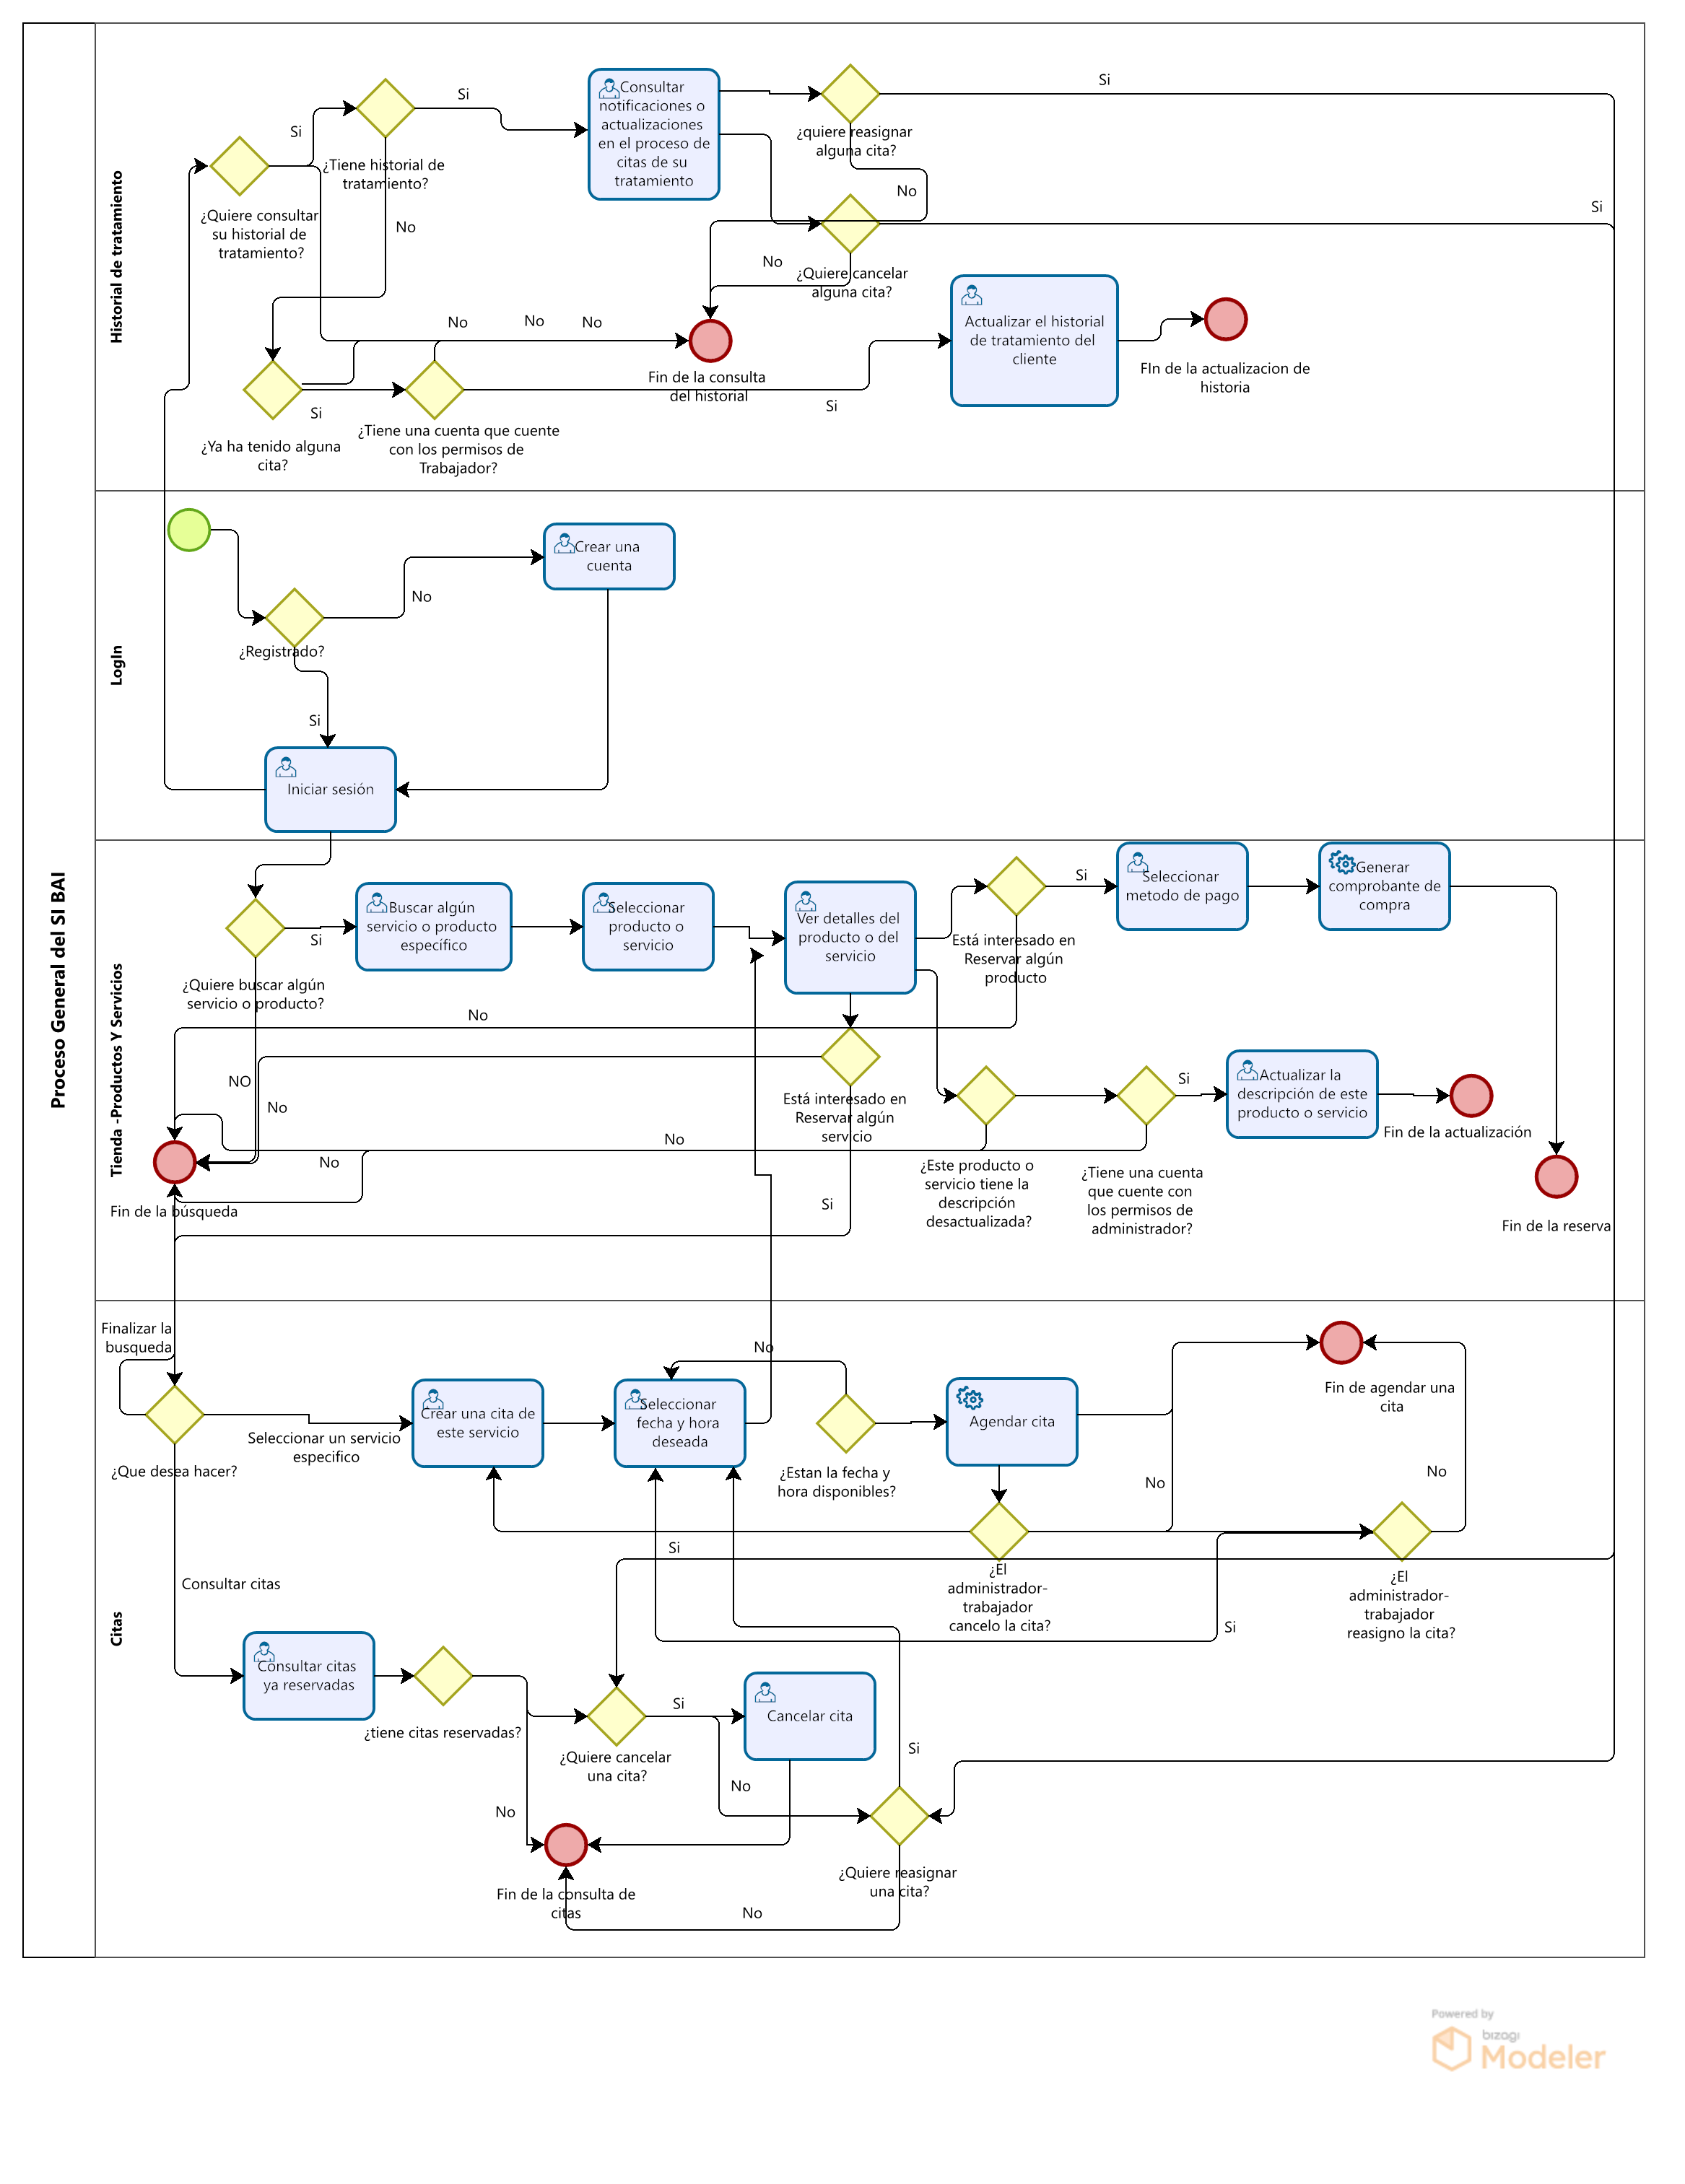 Proceso General del SI BAI
Historial de tratamiento
Si
¿Quiere consultar
su historial de
tratamiento?
Si
¿Tiene historial de
tratamiento?
No
Consultar
notificaciones o
actualizaciones
en el proceso de
citas de su
tratamiento
¿quiere reasignar
alguna cita?
Si
No
Si
No
¿Quiere cancelar
alguna cita?
No
No
No
Fin de la consulta
del historial
Actualizar el historial
de tratamiento del
cliente
FIn de la actualizacion de
historia
Si
¿Ya ha tenido alguna
cita?
¿Tiene una cuenta que cuente
con los permisos de
Trabajador?
Si
LogIn
¿Registrado?
No
Crear una
cuenta
Si
Iniciar sesión
Tienda -Productos Y Servicios
Si
¿Quiere buscar algún
servicio o producto?
Buscar algún
servicio o producto
específico
Seleccionar
producto o
servicio
Ver detalles del
producto o del
servicio
Está interesado en
Reservar algún
producto
Si
Seleccionar
metodo de pago
Generar
comprobante de
compra
No
NO
No
Está interesado en
Reservar algún
servicio
Si
Actualizar la
descripción de este
producto o servicio
Fin de la actualización
No
No
¿Este producto o
servicio tiene la
descripción
desactualizada?
¿Tiene una cuenta
que cuente con
los permisos de
administrador?
Si
Fin de la búsqueda
Fin de la reserva
Citas
Finalizar la
busqueda
¿Que desea hacer?
Seleccionar un servicio
especifico
Crear una cita de
este servicio
No
Seleccionar
fecha y hora
deseada
¿Estan la fecha y
hora disponibles?
Agendar cita
Fin de agendar una
cita
No
No
Si
¿El
administrador-
trabajador
cancelo la cita?
¿El
administrador-
trabajador
reasigno la cita?
Si
Consultar citas
Consultar citas
ya reservadas
¿tiene citas reservadas?
Si
¿Quiere cancelar
una cita?
Cancelar cita
Si
No
No
¿Quiere reasignar
una cita?
Fin de la consulta de
citas
No
Powered by
bizagi
Modeler